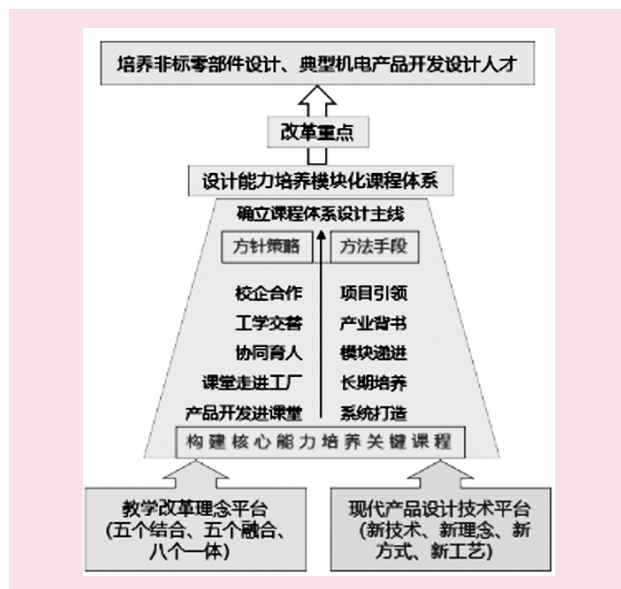 培养非标零部件设计、典型机电产品开发设计人才
改革重点
设计能力培养模块化课程体系
确立课程体系设计主线
方针策略 方法手段
校企合作 项目引领
工学交替 产业背书
协同育人 模块递进
课堂走进工厂 长期培养
产品开发进课堂 系统打造
构建核心能力培养关键课程
教学改革理念平台
(五个结合、五个融合、
八个一体)
现代产品设计技术平台
(新技术、新理念、新
方式、新工艺)